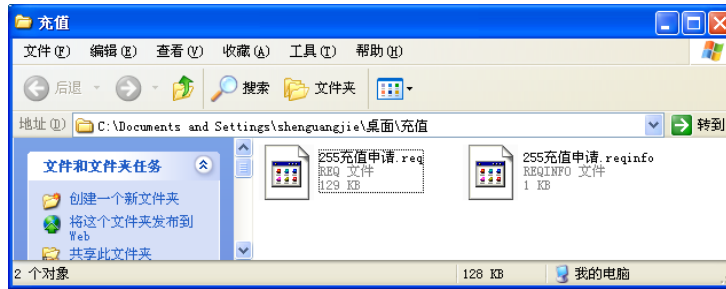 充值
文件(F) 编辑(E) 查看(V) 收藏(A) 工具(T) 帮助(H)
后退 搜索 文件夹
地址(D) C:\Documents and Settings\shenguangjie\桌面\充值 转到
文件和文件夹任务
创建一个新文件夹
将这个文件夹发布到
Web
共享此文件夹
255充值申请.req
REQ 文件
129 KB
255充值申请.reqinfo
REQINFO 文件
1 KB
2 个对象 128 KB 我的电脑